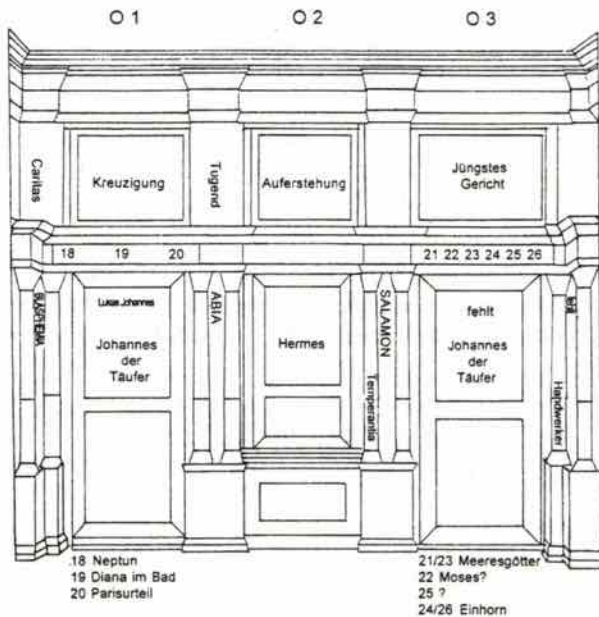 O 1 O 2 O 3
Caritas
Kreuzigung
Tugend
Auferstehung
Jüngstes
Gericht
18 19 20
21 22 23 24 25 26
Lukas Johannes
Johannes
der
Täufer
ABIA
Hermes
SALAMON
Temperantia
fehlt
Johannes
der
Täufer
Handwerker
18 Neptun
19 Diana im Bad
20 Parisurteil
21/23 Meeresgötter
22 Moses?
25 ?
24/26 Einhorn